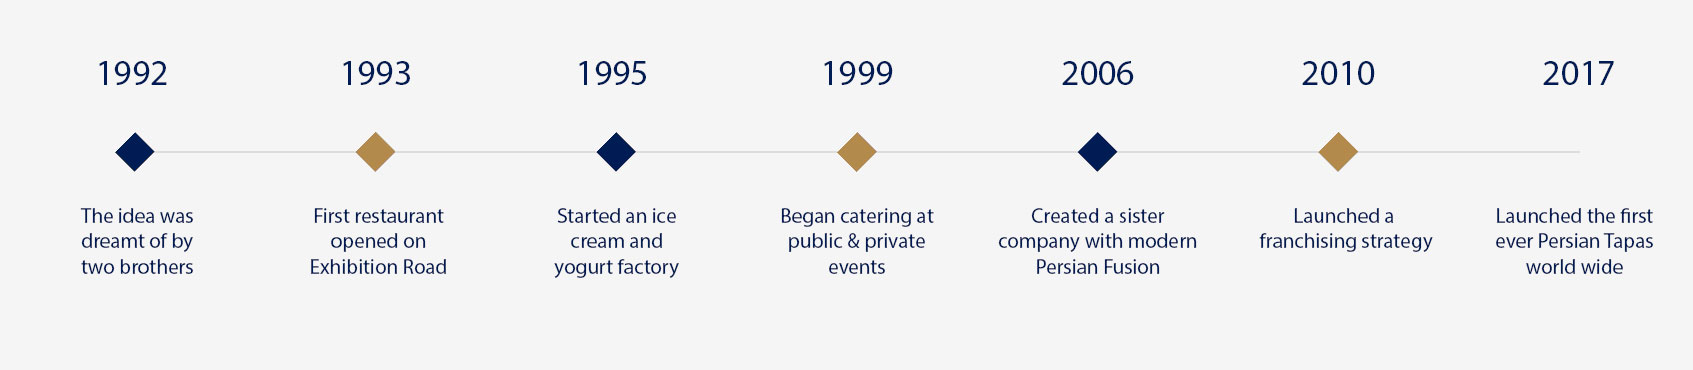 1992
The idea was
dreamt of by
two brothers
1993
First restaurant
opened on
Exhibition Road
1995
Started an ice
cream and
yogurt factory
1999
Began catering at
public & private
events
2006
Created a sister
company with modern
Persian Fusion
2010
Launched a
franchising strategy
2017
Launched the first
ever Persian Tapas
world wide